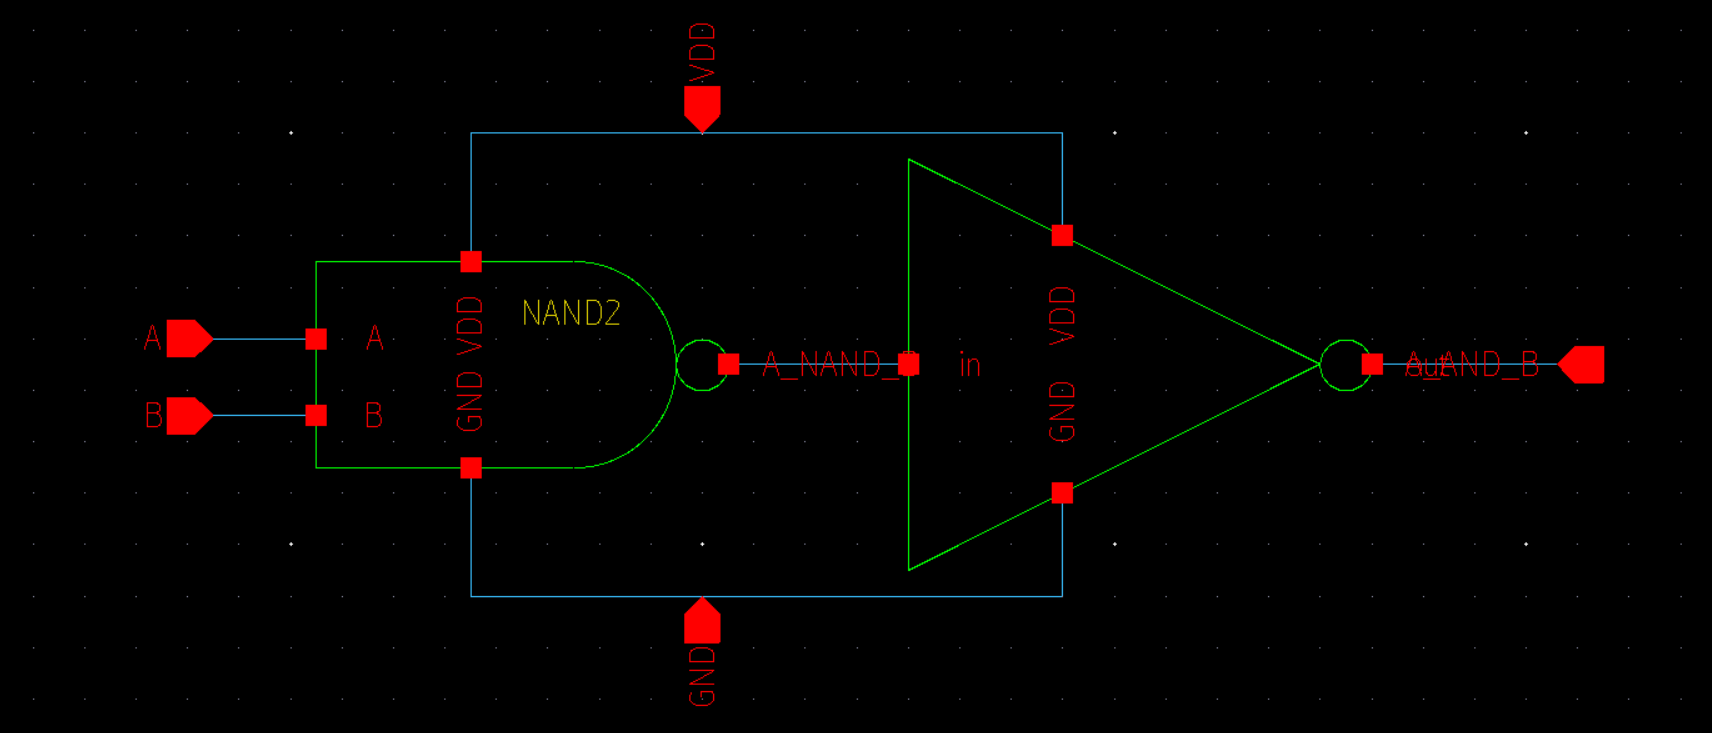 VDD
NAND2
VDD
VDD
A
A
A_NAND_B
in
A_AND_B
out
B
B
GND
GND
GND